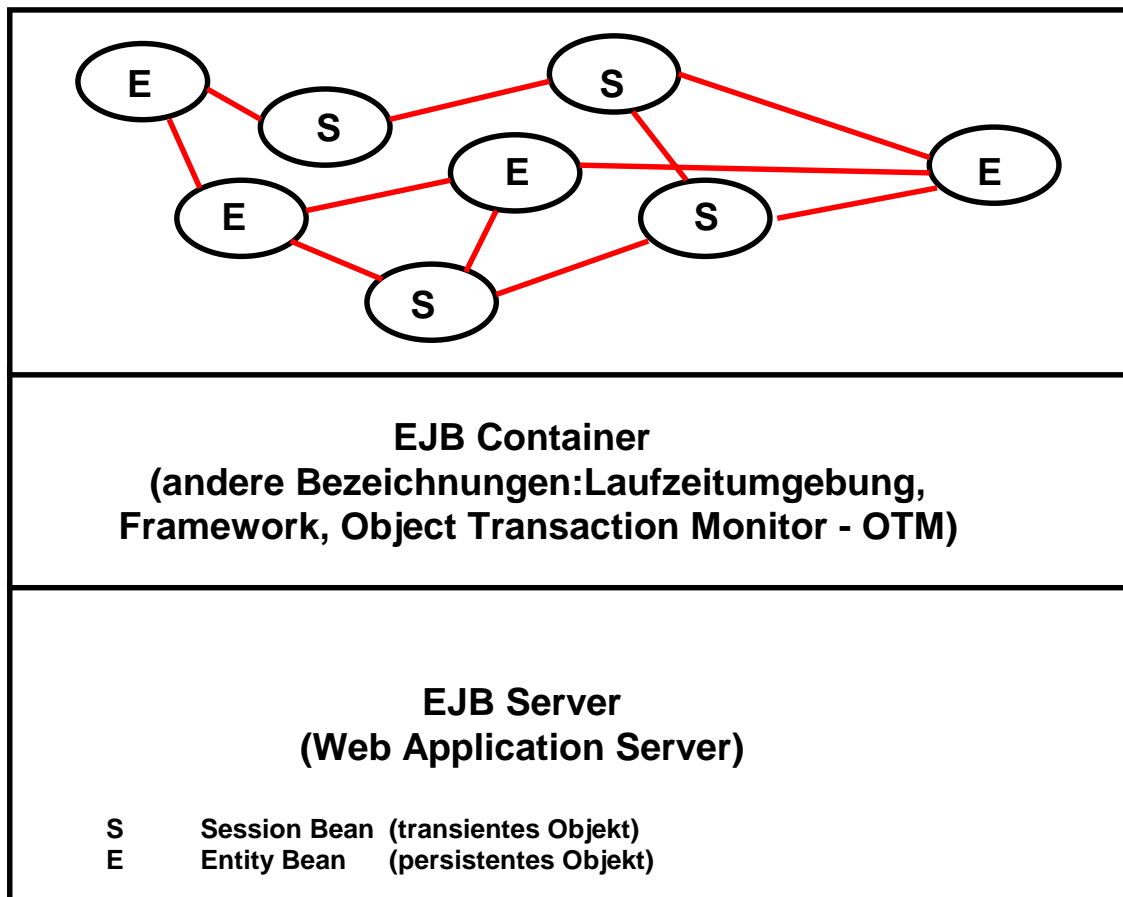 E
S
S
E
E
E
S
S
EJB Container
(andere Bezeichnungen:Laufzeitumgebung,
Framework, Object Transaction Monitor - OTM)
EJB Server
(Web Application Server)
S Session Bean (transientes Objekt)
E Entity Bean (persistentes Objekt)